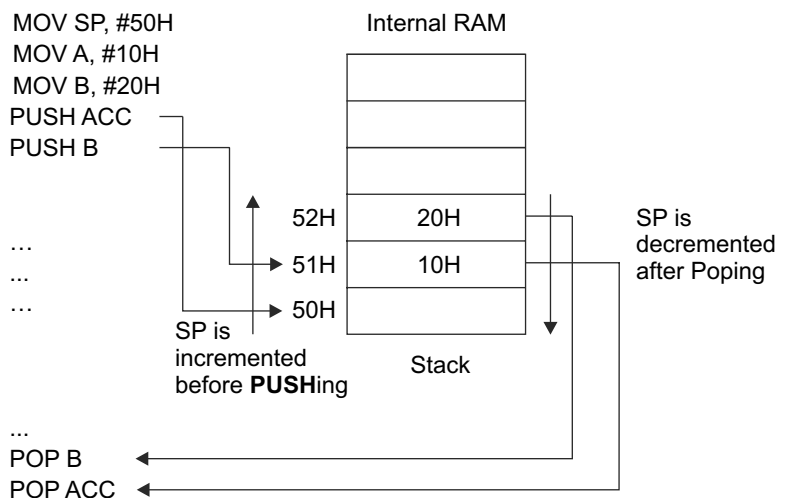 MOV SP, #50H
MOV A, #10H
MOV B, #20H
PUSH ACC
PUSH B
…
...
…
...
POP B
POP ACC
SP is
incremented
before PUSHing
Internal RAM
52H 20H
51H 10H
50H
Stack
SP is
decremented
after Poping